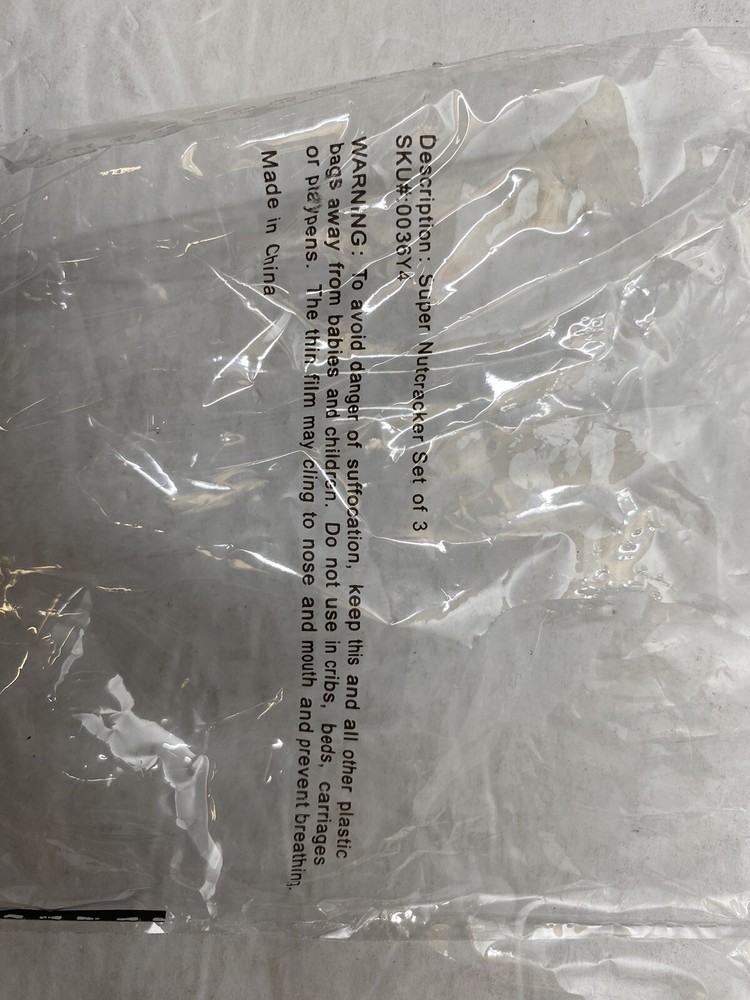 Description: Super Nutcracker Set of 3
SKU#:0036Y4
WARNING: To avoid danger of suffocation, keep this and all other plastic
bags away from babies and children. Do not use in cribs, beds, carriages
or playpens. The thin film may cling to nose and mouth and prevent breathing.
Made in China